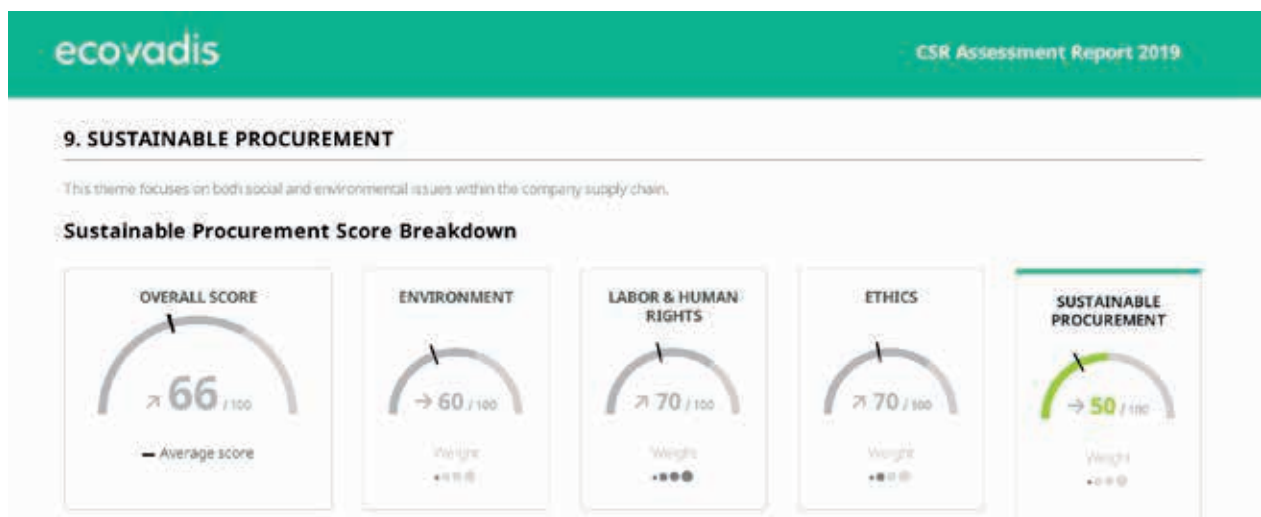 ecovadis
CSR Assessment Report 2019
9. SUSTAINABLE PROCUREMENT
This theme focuses on both social and environmental issues within the company supply chain.
Sustainable Procurement Score Breakdown
OVERALL SCORE
66 / 100
Average score
ENVIRONMENT
60 / 100
Weight
LABOR & HUMAN
RIGHTS
70 / 100
Weight
ETHICS
70 / 100
Weight
SUSTAINABLE
PROCUREMENT
50 / 100
Weight